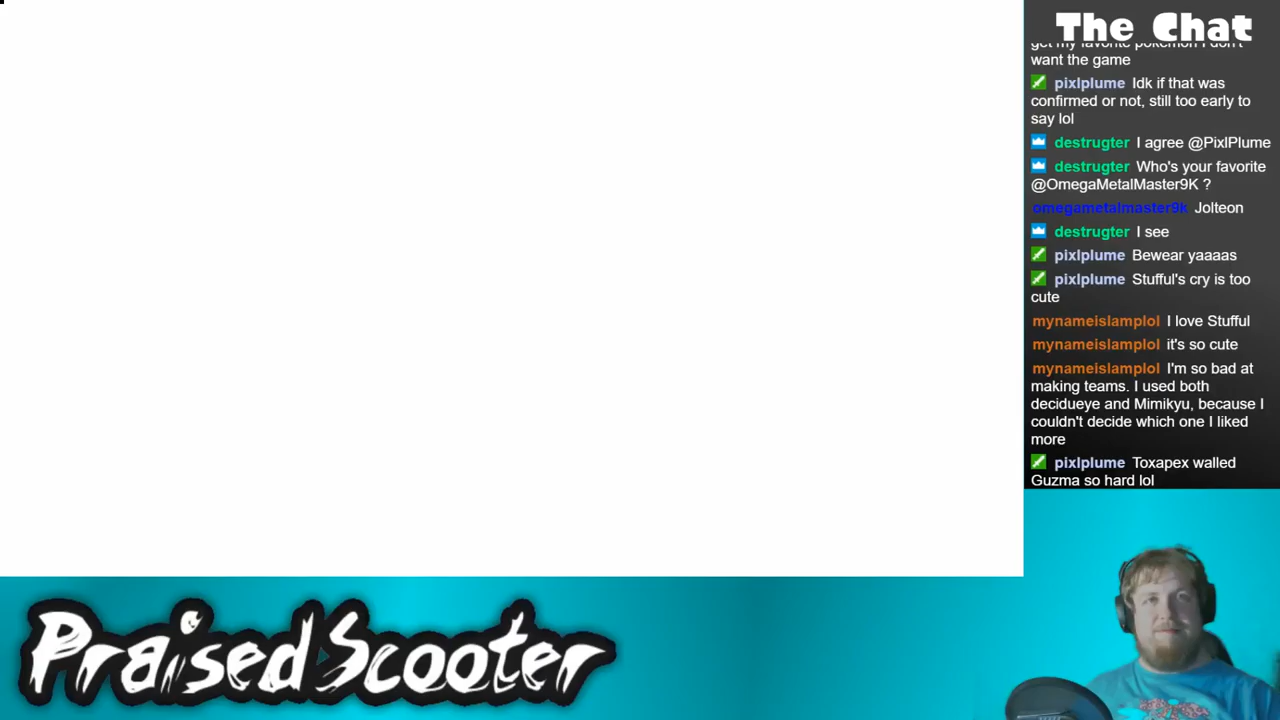 The Chat
get my favorite pokemon I don't
want the game
pixlplume Idk if that was
confirmed or not, still too early to
say lol
destrugter I agree @PixlPlume
destrugter Who's your favorite
@OmegaMetalMaster9K ?
omegametalmaster9k Jolteon
destrugter I see
pixlplume Bewear yaaaas
pixlplume Stufful's cry is too
cute
mynameislamplol I love Stufful
mynameislamplol it's so cute
mynameislamplol I'm so bad at
making teams. I used both
decidueye and Mimikyu, because I
couldn't decide which one I liked
more
pixlplume Toxapex walled
Guzma so hard lol
PraisedScooter